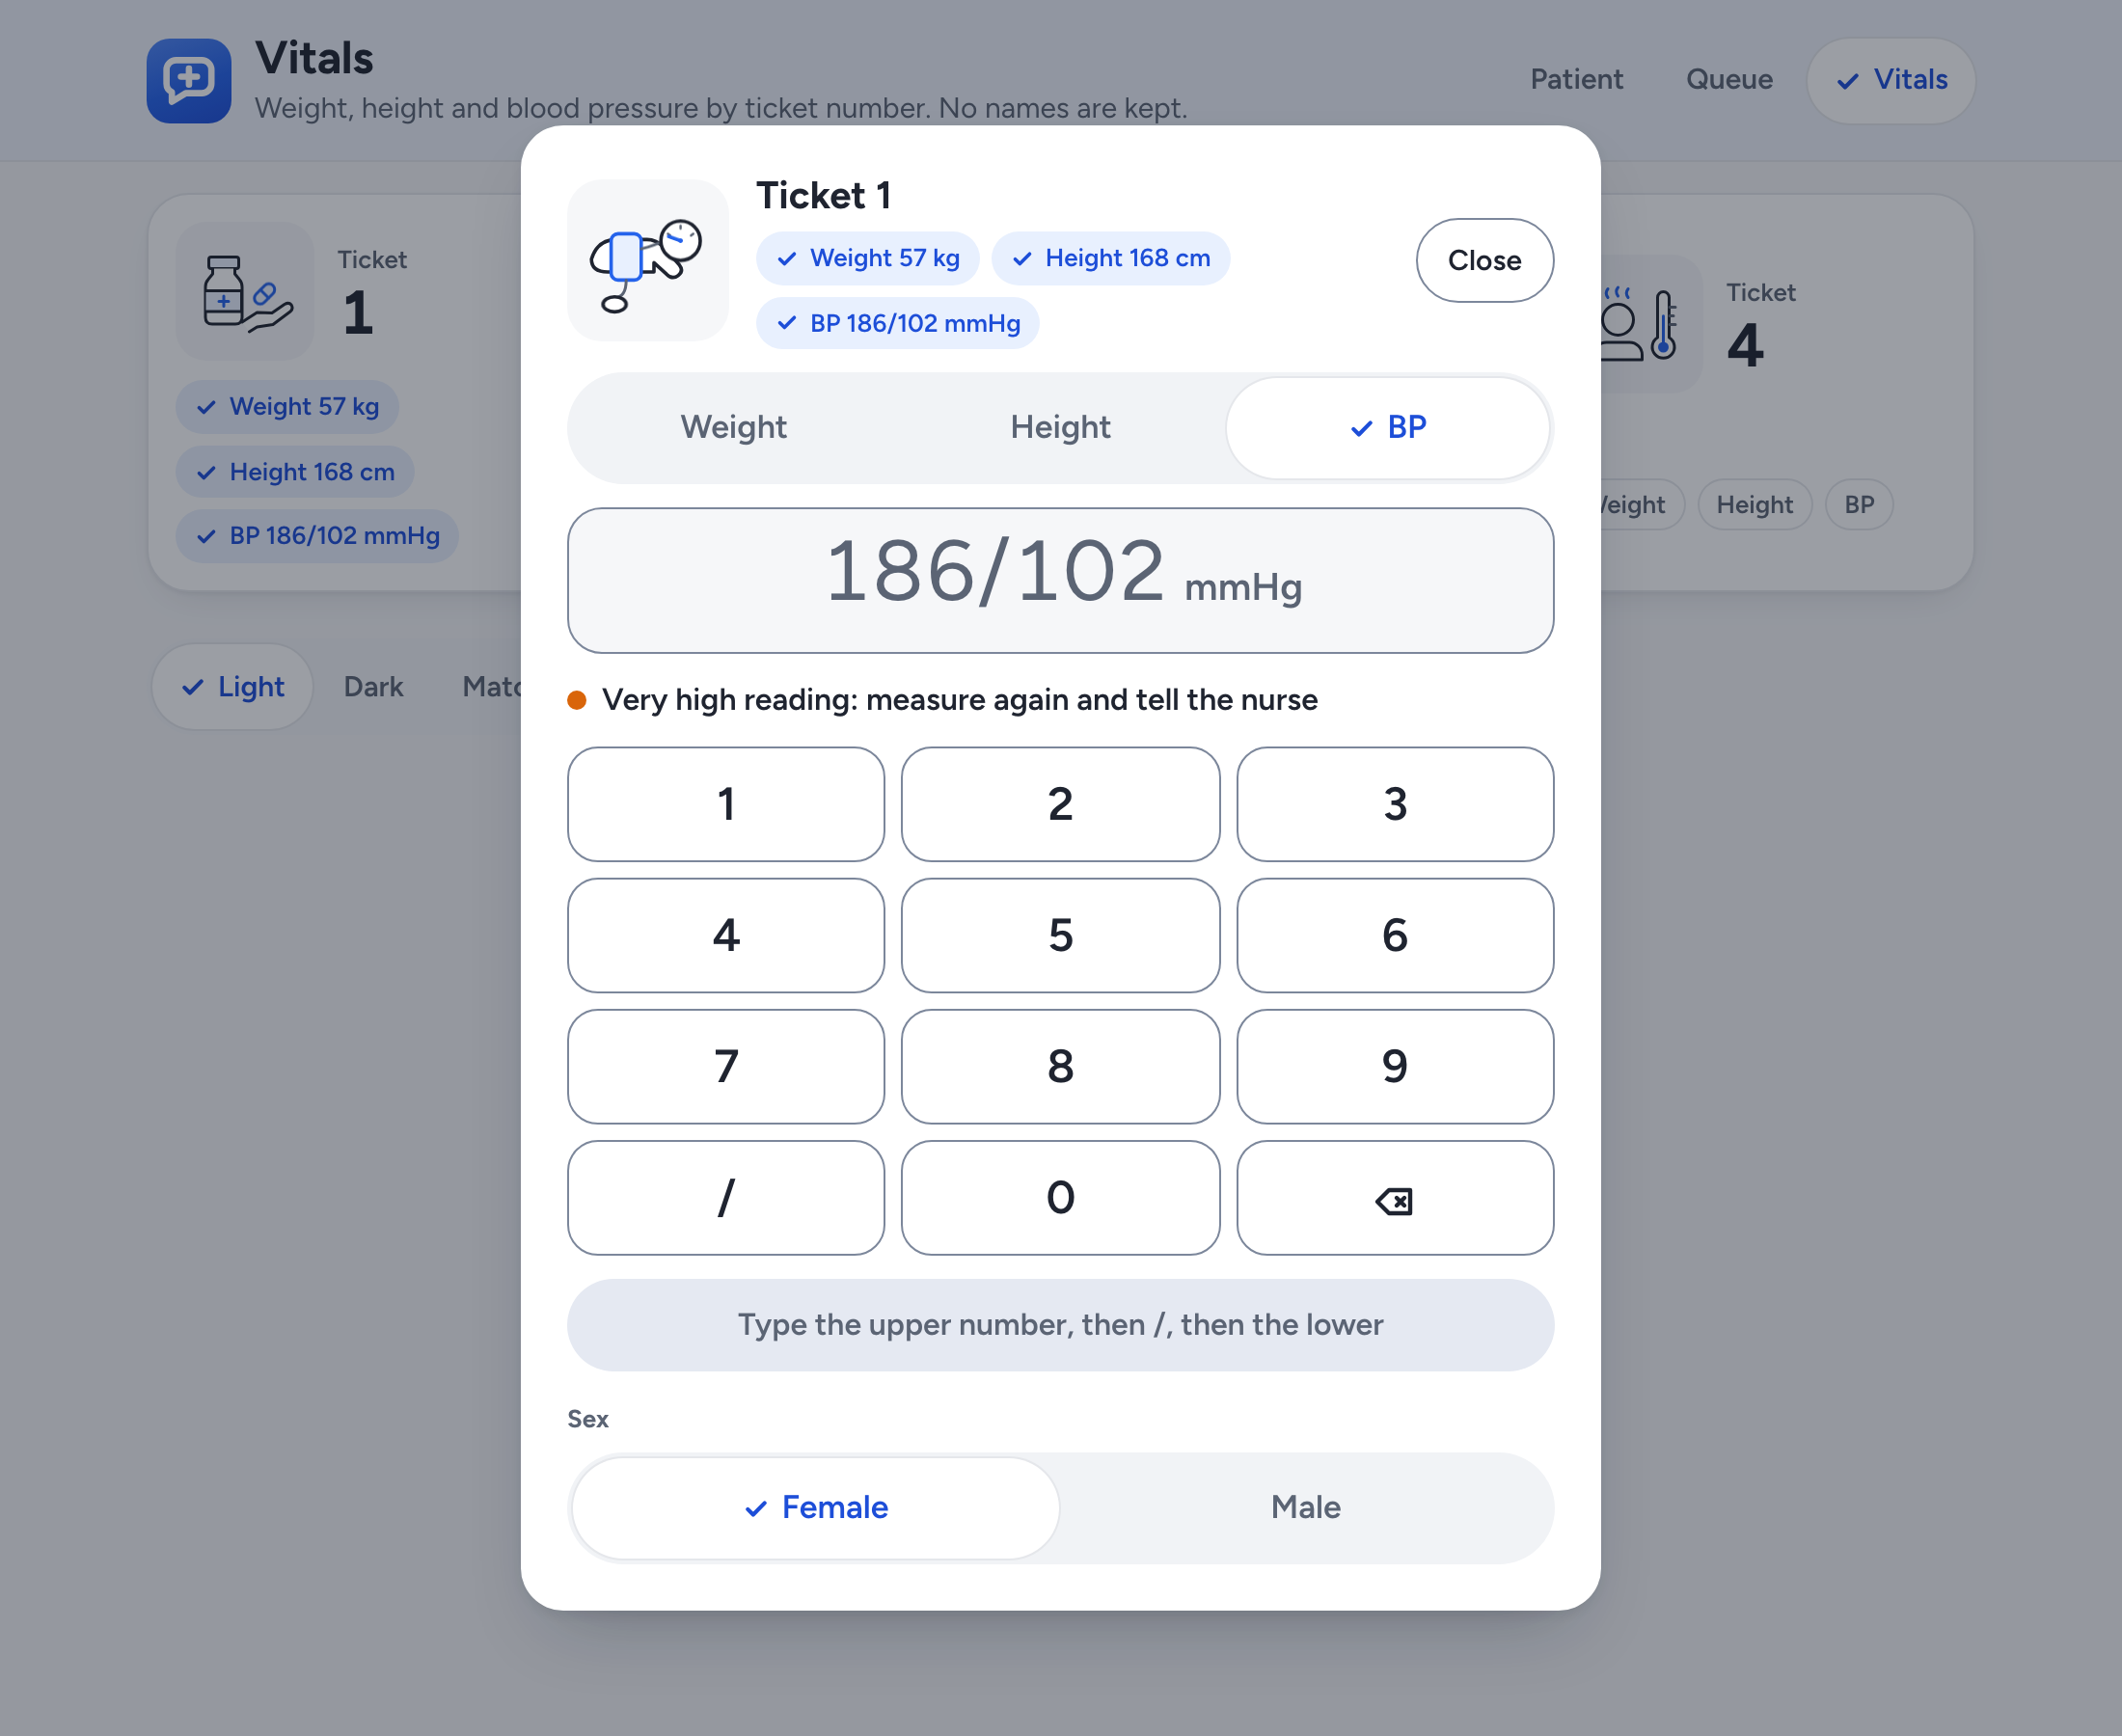 Vitals
Weight, height and blood pressure by ticket number. No names are kept.
Patient
Queue
Vitals
Ticket
1
Weight 57 kg
Height 168 cm
BP 186/102 mmHg
Light
Dark
Ticket 1
Weight 57 kg
Height 168 cm
BP 186/102 mmHg
Close
Weight
Height
BP
186/102 mmHg
Very high reading: measure again and tell the nurse
1
2
3
4
5
6
7
8
9
/
0
Type the upper number, then /, then the lower
Sex
Female
Male
Ticket
4
Height
BP